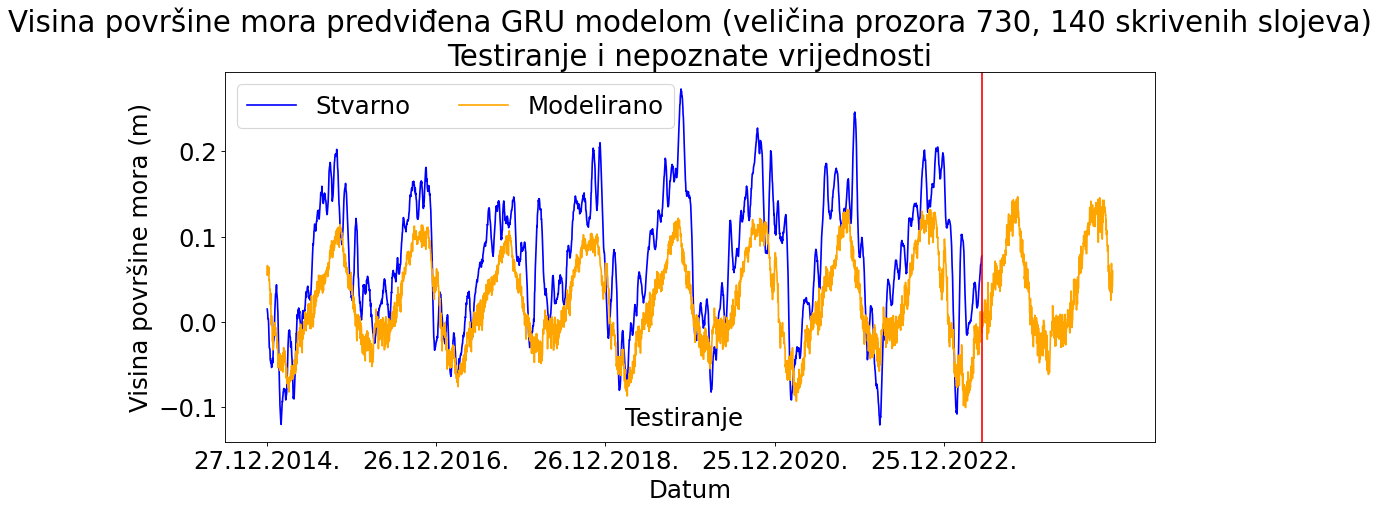 Visina površine mora predviđena GRU modelom (veličina prozora 730, 140 skrivenih slojeva)
Testiranje i nepoznate vrijednosti
Stvarno
Modelirano
Visina površine mora (m)
0.2
0.1
0.0
−0.1
Testiranje
27.12.2014.
26.12.2016.
26.12.2018.
25.12.2020.
25.12.2022.
Datum